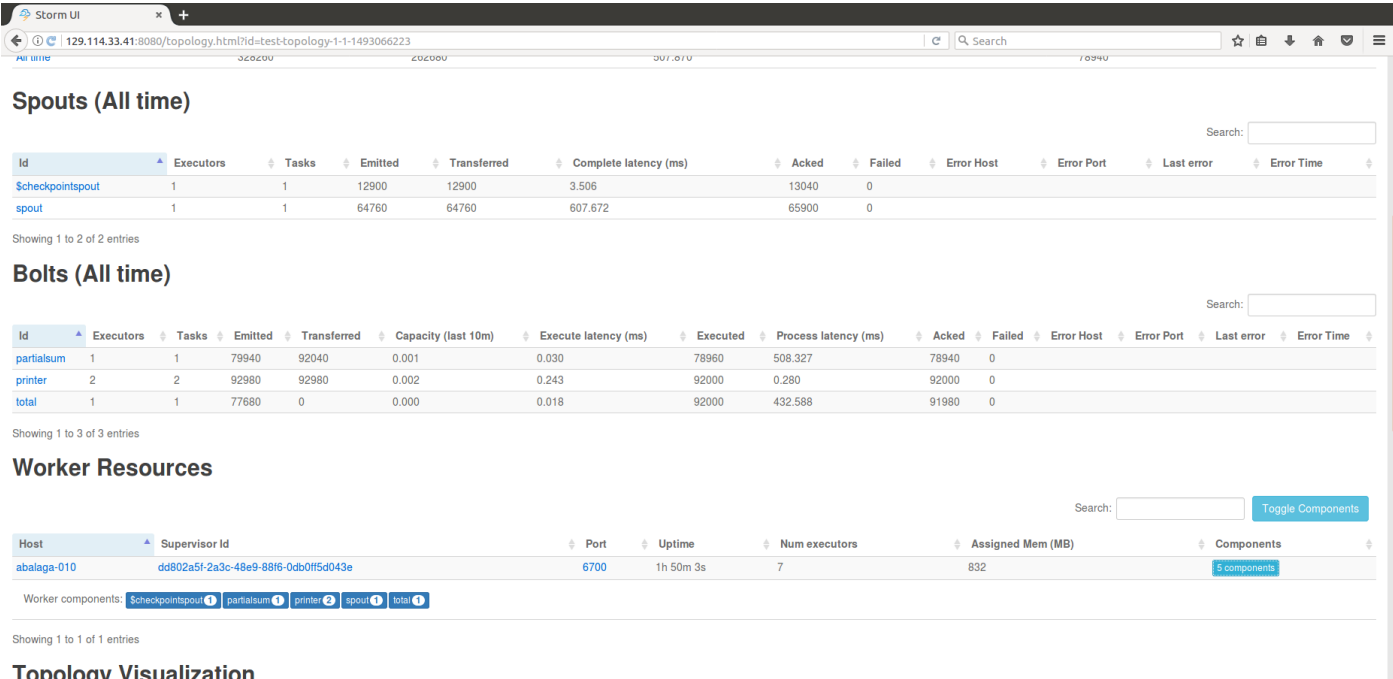 Storm UI × +
129.114.33.41:8080/topology.html?id=test-topology-1-1-1493066223 Search
All time 328260 262680 507.870 78940
Spouts (All time)
Search:
Id Executors Tasks Emitted Transferred Complete latency (ms) Acked Failed Error Host Error Port Last error Error Time
$checkpointspout 1 1 12900 12900 3.506 13040 0
spout 1 1 64760 64760 607.672 65900 0
Showing 1 to 2 of 2 entries
Bolts (All time)
Search:
Id Executors Tasks Emitted Transferred Capacity (last 10m) Execute latency (ms) Executed Process latency (ms) Acked Failed Error Host Error Port Last error Error Time
partialsum 1 1 79940 92040 0.001 0.030 78960 508.327 78940 0
printer 2 2 92980 92980 0.002 0.243 92000 0.280 92000 0
total 1 1 77680 0 0.000 0.018 92000 432.588 91980 0
Showing 1 to 3 of 3 entries
Worker Resources
Search: Toggle Components
Host Supervisor Id Port Uptime Num executors Assigned Mem (MB) Components
abalaga-010 dd802a5f-2a3c-48e9-88f6-0db0ff5d043e 6700 1h 50m 3s 7 832 5 components
Worker components: $checkpointspout 1 partialsum 1 printer 2 spout 1 total 1
Showing 1 to 1 of 1 entries
Topology Visualization